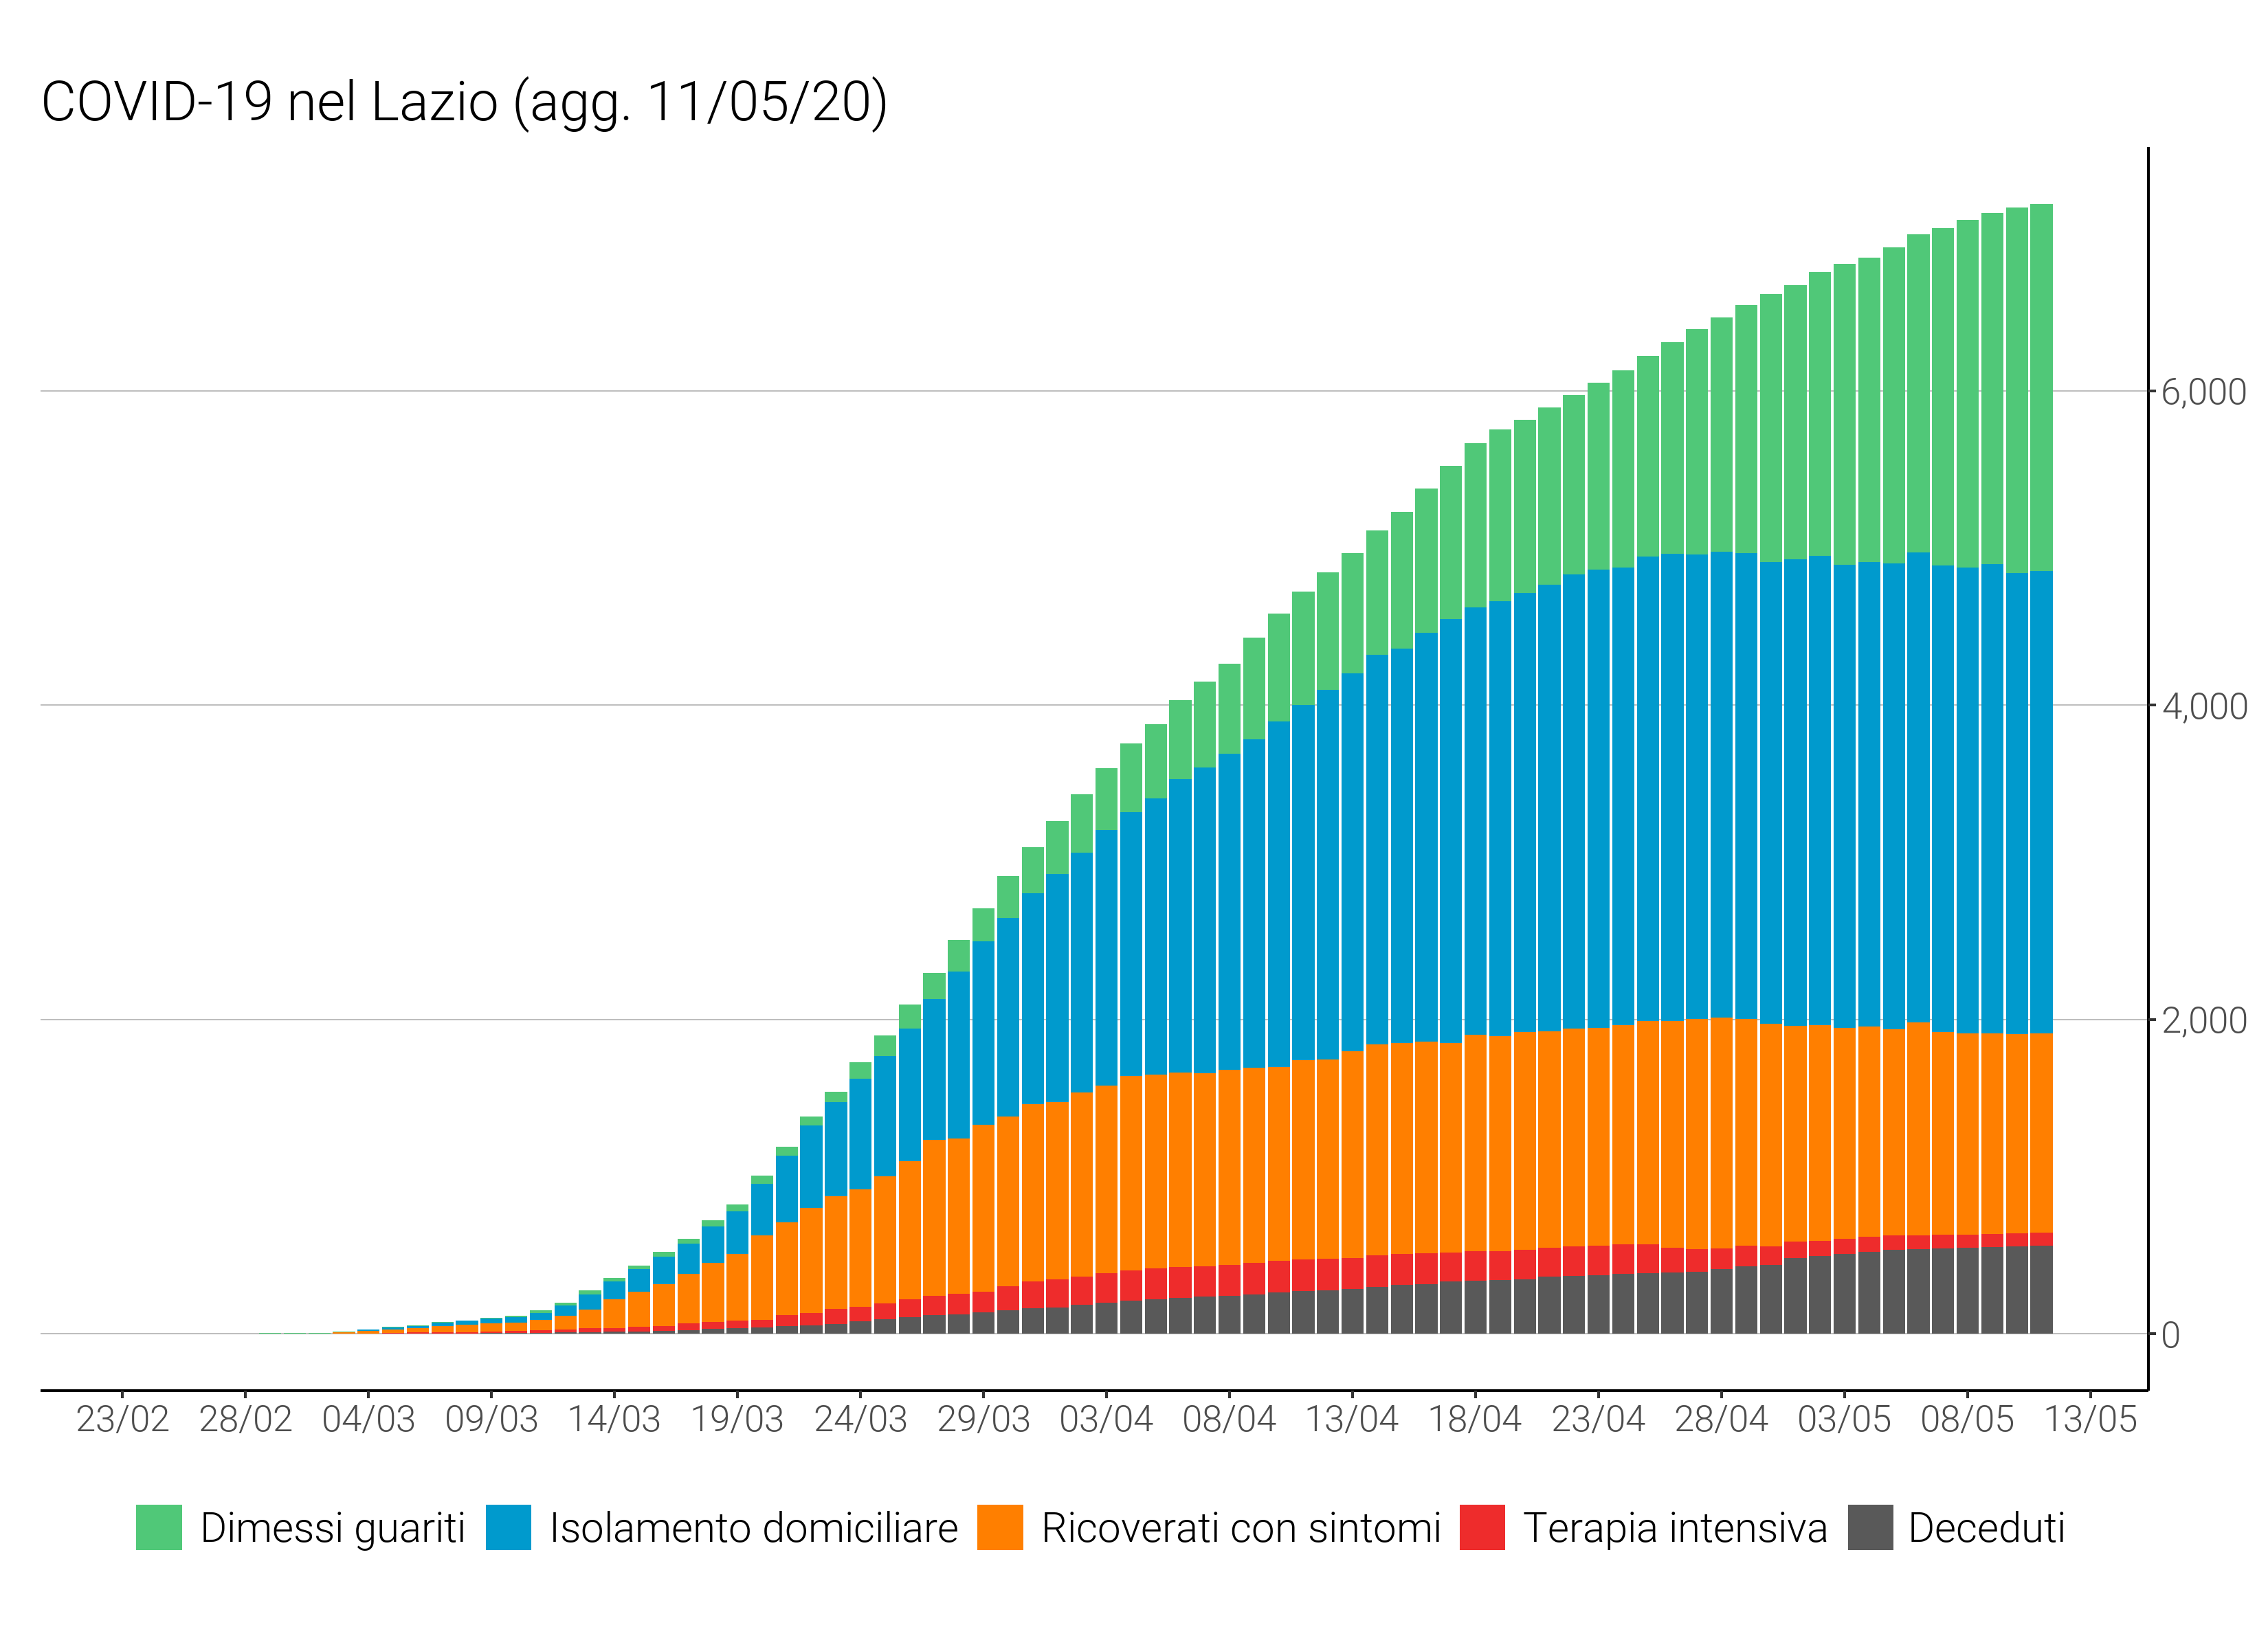 COVID-19 nel Lazio (agg. 11/05/20)
6,000
4,000
2,000
0
23/02 28/02 04/03 09/03 14/03 19/03 24/03 29/03 03/04 08/04 13/04 18/04 23/04 28/04 03/05 08/05 13/05
Dimessi guariti Isolamento domiciliare Ricoverati con sintomi Terapia intensiva Deceduti